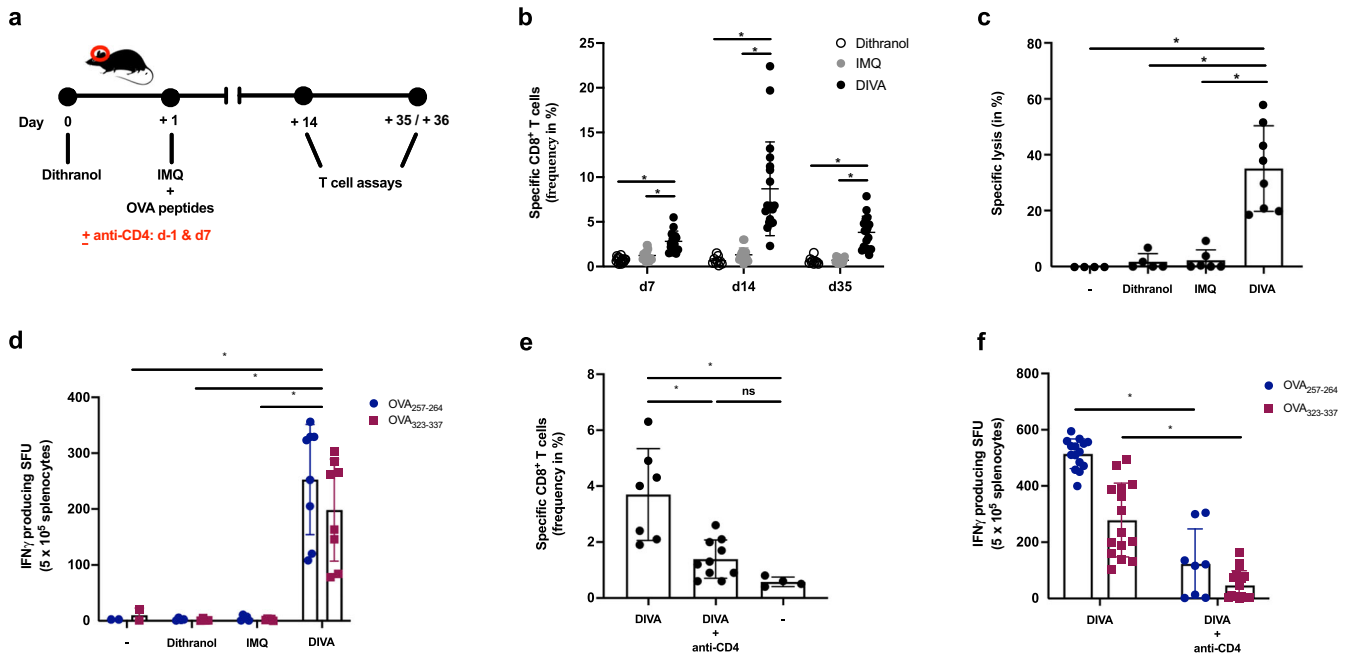 a
Day
0
+ 1
+ 14
+ 35 / + 36
Dithranol
IMQ
+
OVA peptides
T cell assays
+ anti-CD4: d-1 & d7
b
Specific CD8⁺ T cells
(frequency in %)
25
20
15
10
5
0
*
*
*
*
*
*
d7
d14
d35
Dithranol
IMQ
DIVA
c
Specific lysis (in %)
80
60
40
20
0
*
*
*
-
Dithranol
IMQ
DIVA
d
IFNγ producing SFU
(5 x 10⁵ splenocytes)
400
300
200
100
0
*
*
*
-
Dithranol
IMQ
DIVA
OVA₂₅₇₋₂₆₄
OVA₃₂₃₋₃₃₇
e
Specific CD8⁺ T cells
(frequency in %)
8
6
4
2
0
*
*
ns
DIVA
DIVA
+
anti-CD4
-
f
IFNγ producing SFU
(5 x 10⁵ splenocytes)
800
600
400
200
0
*
*
DIVA
DIVA
+
anti-CD4
OVA₂₅₇₋₂₆₄
OVA₃₂₃₋₃₃₇